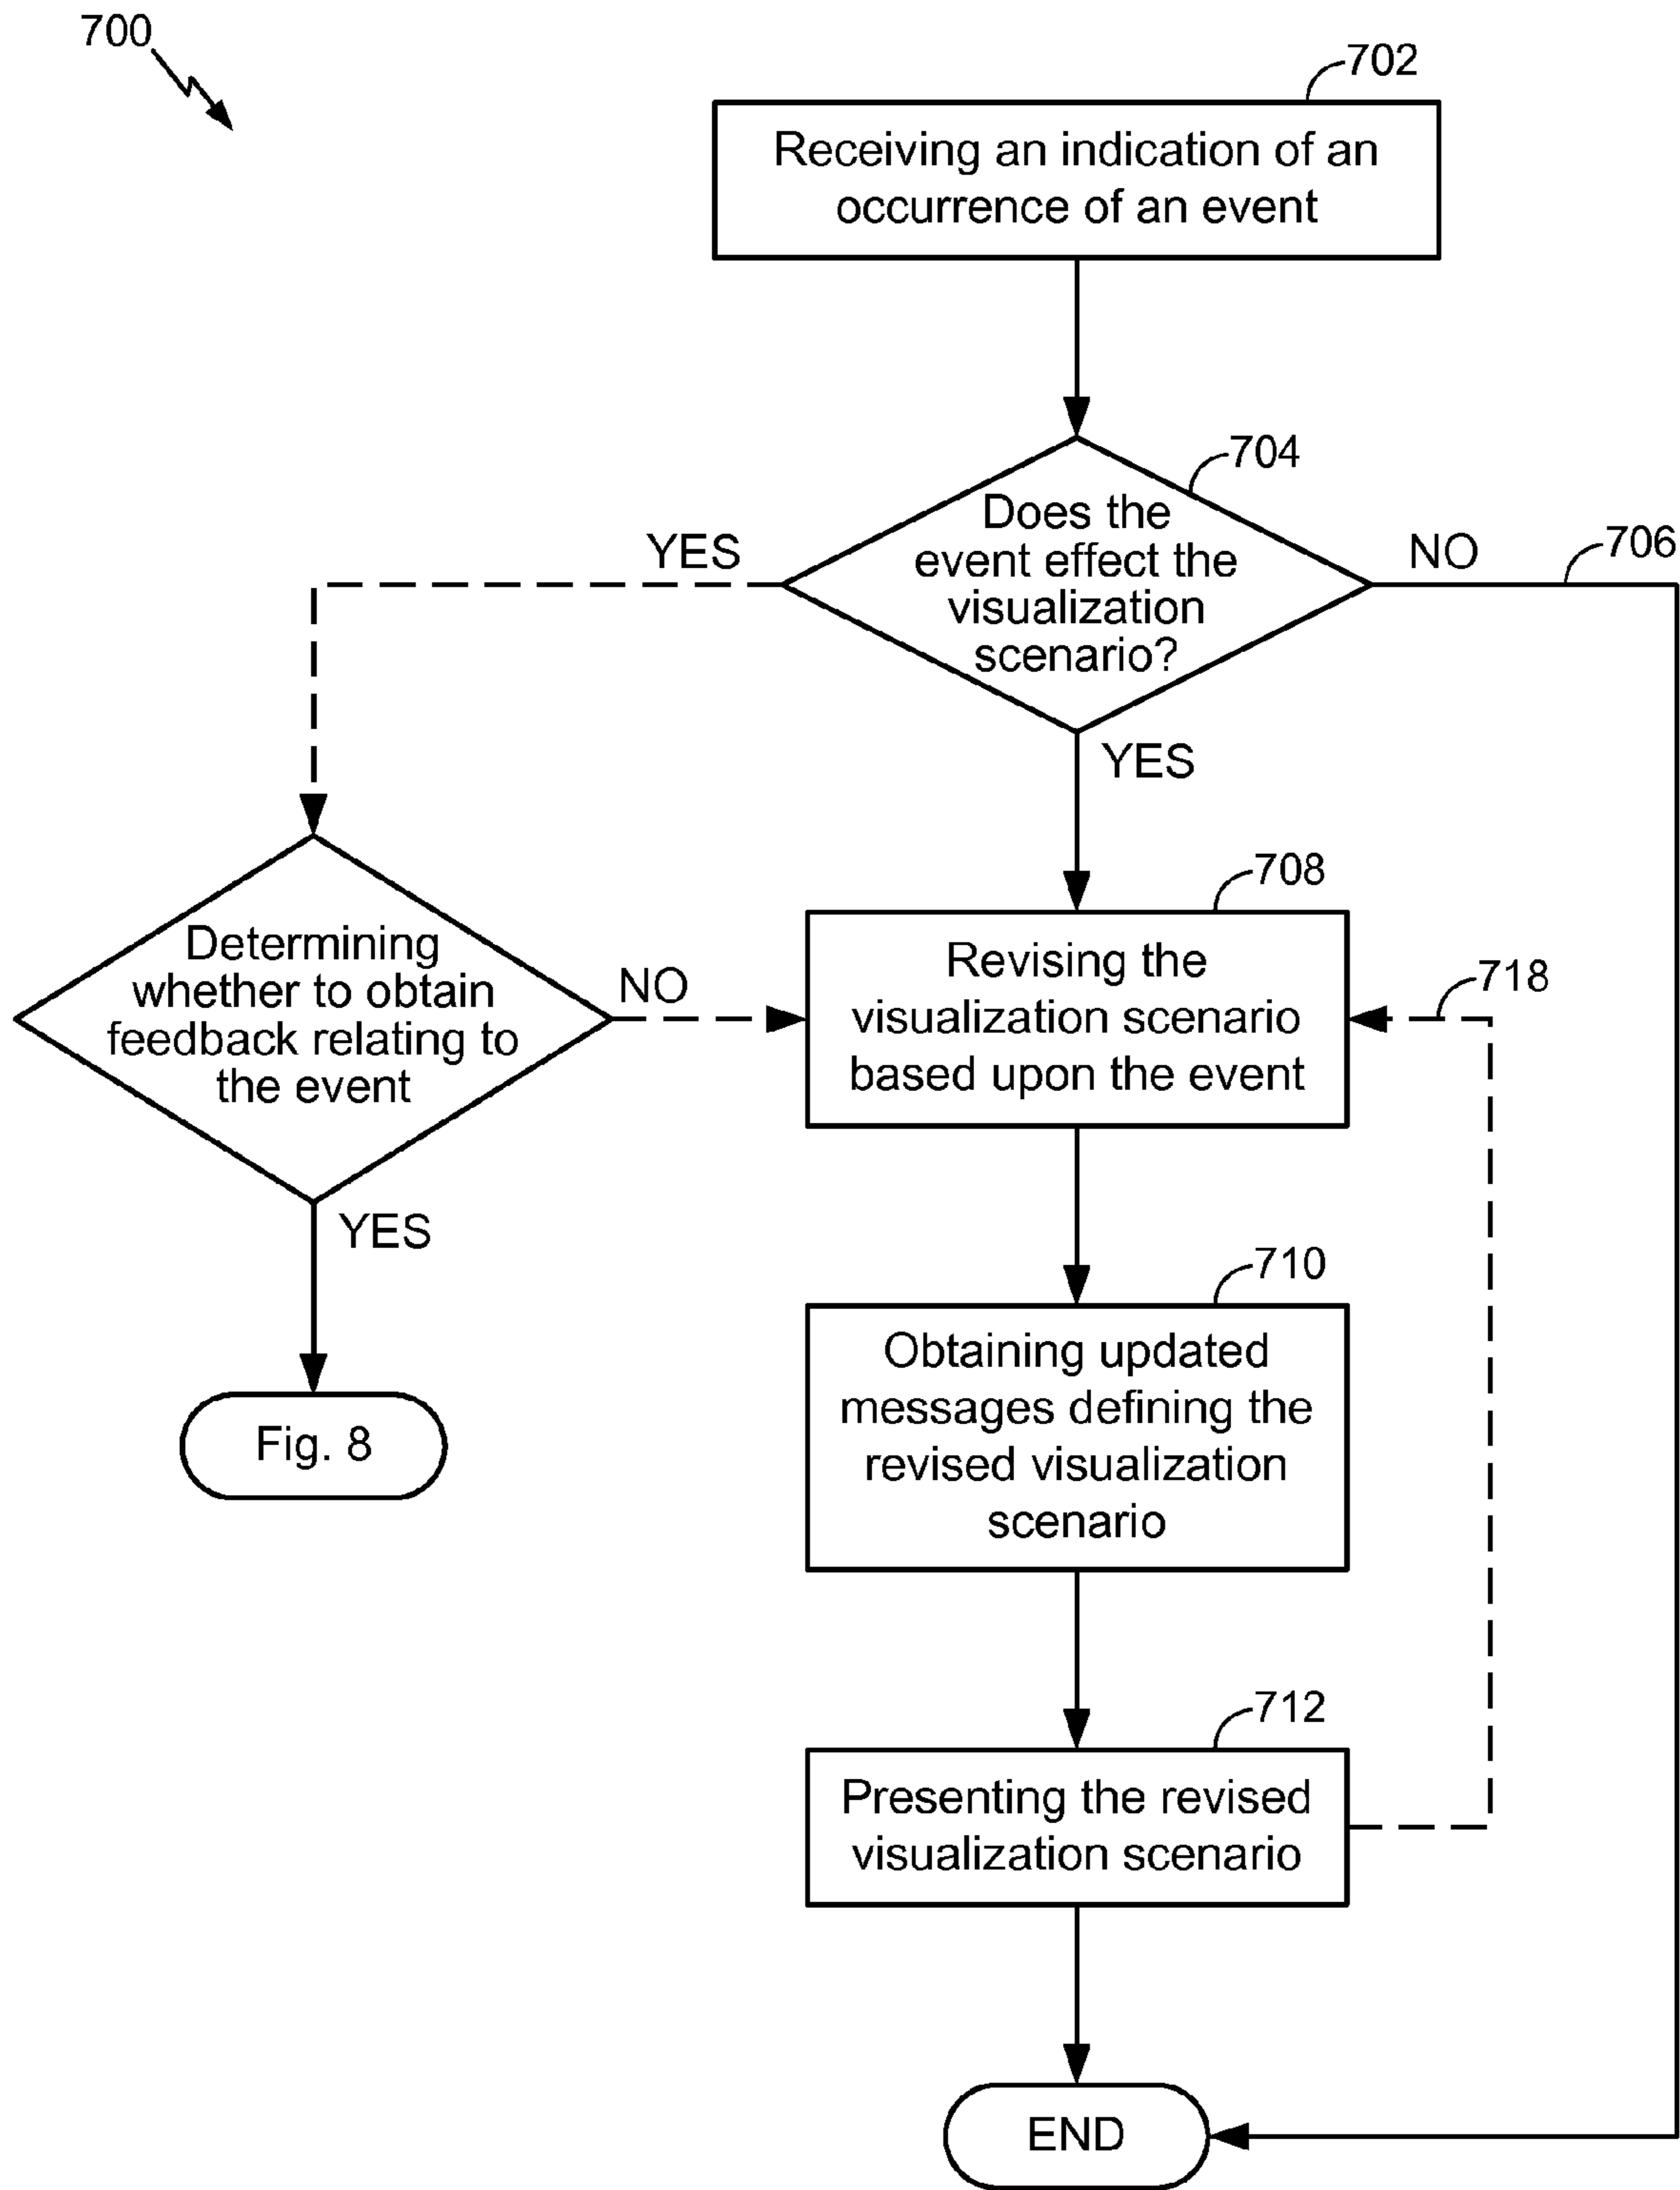 700
702
Receiving an indication of an
occurrence of an event
704
Does the
event effect the
visualization
scenario?
YES
NO
706
YES
708
Determining
whether to obtain
feedback relating to
the event
NO
Revising the
visualization scenario
based upon the event
718
YES
710
Fig. 8
Obtaining updated
messages defining the
revised visualization
scenario
712
Presenting the revised
visualization scenario
END